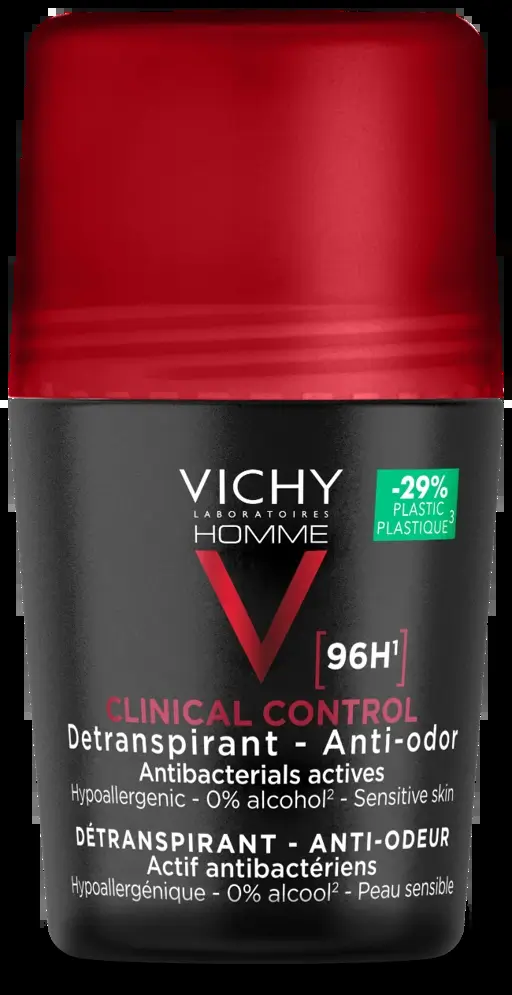 VICHY
LABORATOIRES
HOMME
-29%
PLASTIC
PLASTIQUE³
V
[96H¹]
CLINICAL CONTROL
Detranspirant - Anti-odor
Antibacterials actives
Hypoallergenic - 0% alcohol² - Sensitive skin
DÉTRANSPIRANT - ANTI-ODEUR
Actif antibactériens
Hypoallergénique - 0% alcool² - Peau sensible